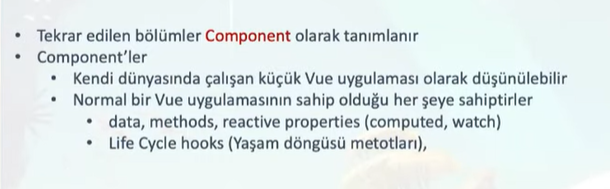 • Tekrar edilen bölümler Component olarak tanımlanır
• Component'ler
• Kendi dünyasında çalışan küçük Vue uygulaması olarak düşünülebilir
• Normal bir Vue uygulamasının sahip olduğu her şeye sahiptirler
• data, methods, reactive properties (computed, watch)
• Life Cycle hooks (Yaşam döngüsü metotları),